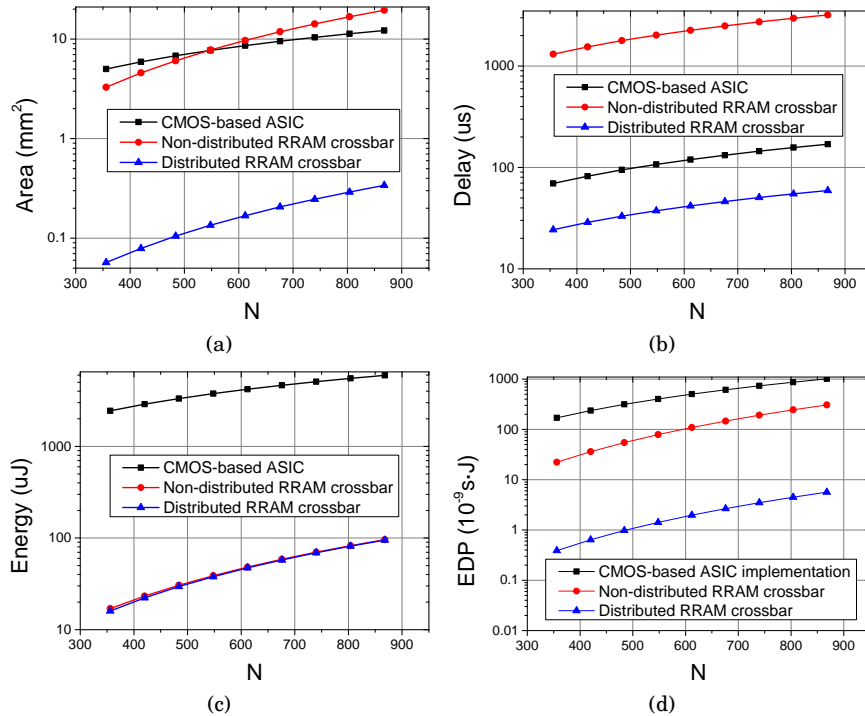 10
1
0.1
Area (mm²)
CMOS-based ASIC
Non-distributed RRAM crossbar
Distributed RRAM crossbar
300 400 500 600 700 800 900
N
(a)
1000
100
10
Delay (us)
CMOS-based ASIC
Non-distributed RRAM crossbar
Distributed RRAM crossbar
300 400 500 600 700 800 900
N
(b)
1000
100
10
Energy (uJ)
CMOS-based ASIC
Non-distributed RRAM crossbar
Distributed RRAM crossbar
300 400 500 600 700 800 900
N
(c)
1000
100
10
1
0.1
0.01
EDP (10⁻⁹s·J)
CMOS-based ASIC implementation
Non-distributed RRAM crossbar
Distributed RRAM crossbar
300 400 500 600 700 800 900
N
(d)